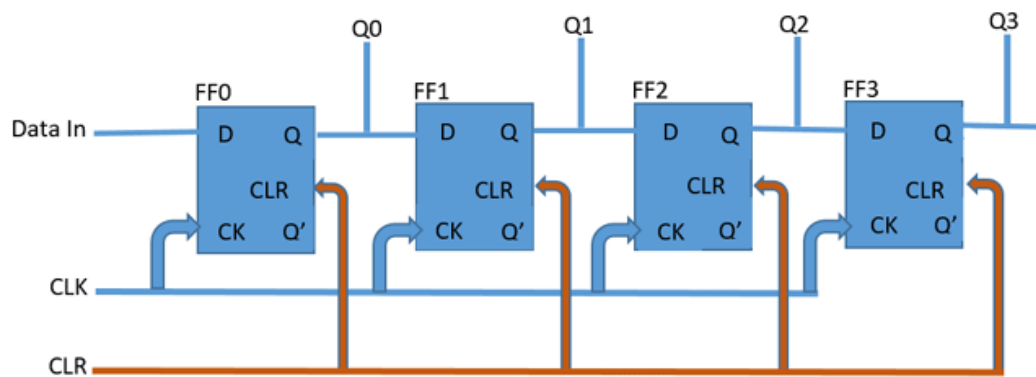 Q0
Q1
Q2
Q3
FF0
FF1
FF2
FF3
Data In
D Q
D Q
D Q
D Q
CLR
CLR
CLR
CLR
CK Q’
CK Q’
CK Q’
CK Q’
CLK
CLR